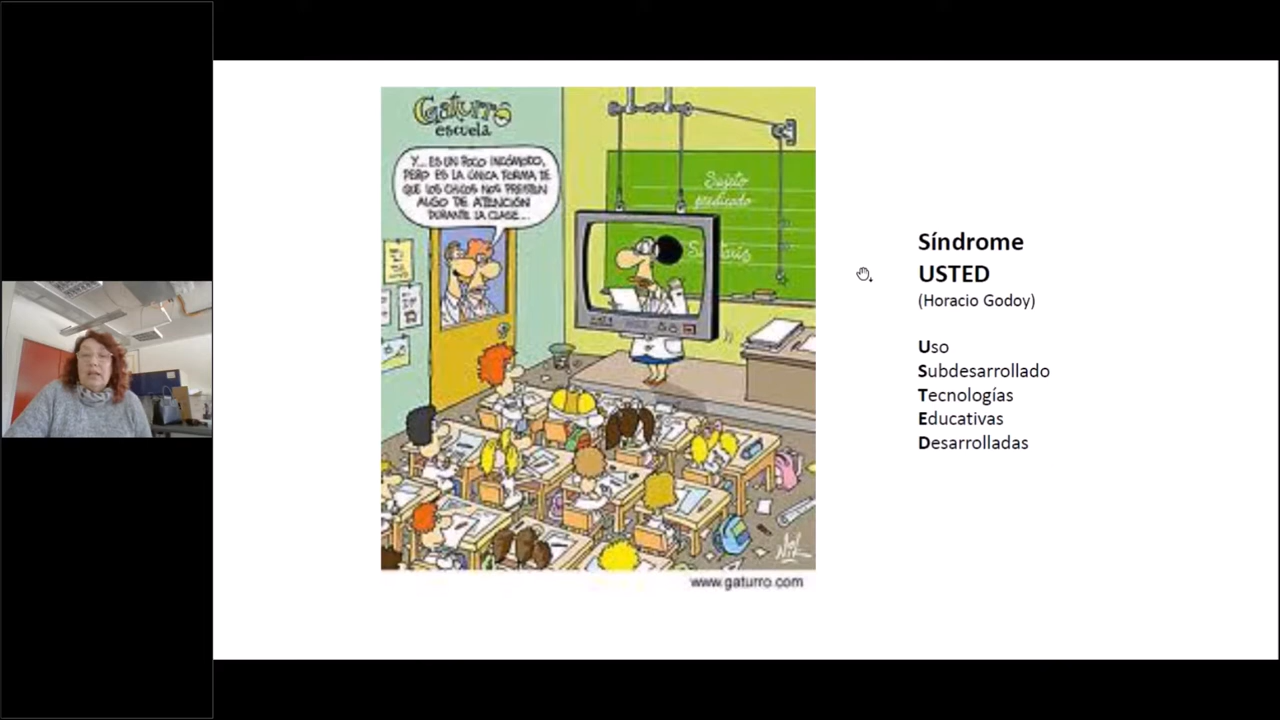 Gaturro
escuela
Y... ES UN POCO INCÓMODO,
PERO ES LA ÚNICA FORMA DE
QUE LOS CHICOS NOS PRESTEN
ALGO DE ATENCIÓN
DURANTE LA CLASE...
Sujeto
predicado
Nik
www.gaturro.com
Síndrome
USTED
(Horacio Godoy)
Uso
Subdesarrollado
Tecnologías
Educativas
Desarrolladas